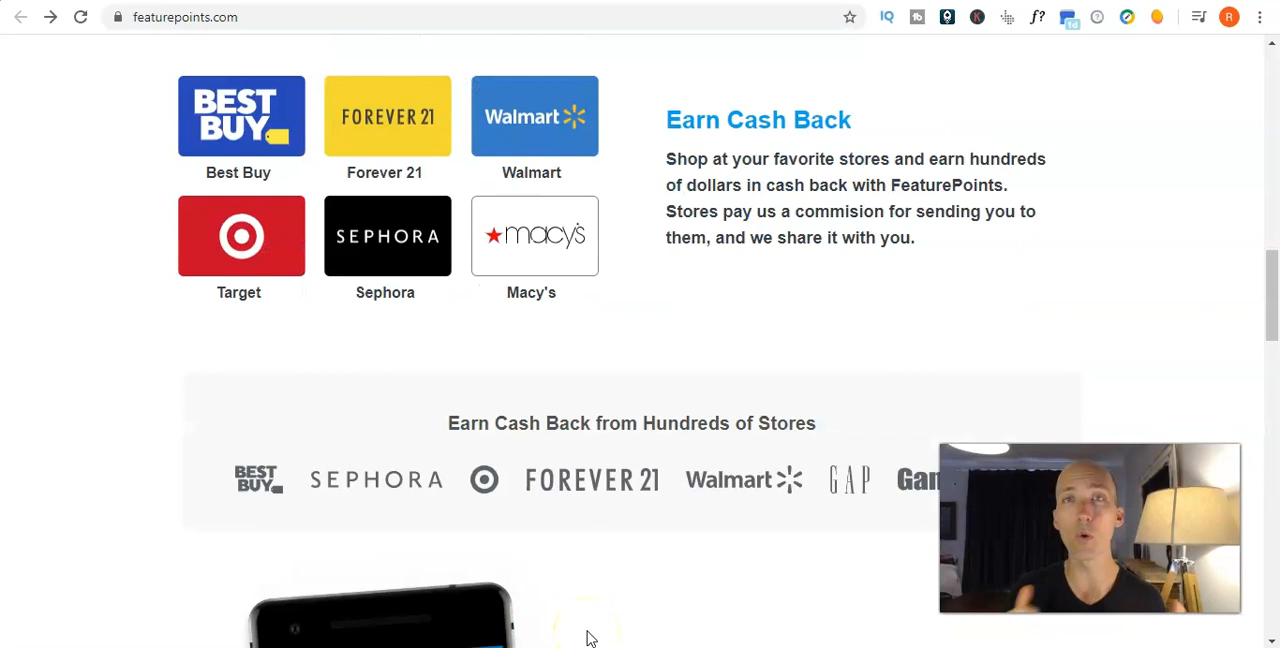 featurepoints.com
IQ
tb
K
f?
1d
R
BEST
BUY
FOREVER 21
Walmart
Best Buy
Forever 21
Walmart
SEPHORA
macy's
Target
Sephora
Macy's
Earn Cash Back
Shop at your favorite stores and earn hundreds
of dollars in cash back with FeaturePoints.
Stores pay us a commision for sending you to
them, and we share it with you.
Earn Cash Back from Hundreds of Stores
BEST
BUY
SEPHORA
FOREVER 21
Walmart
GAP